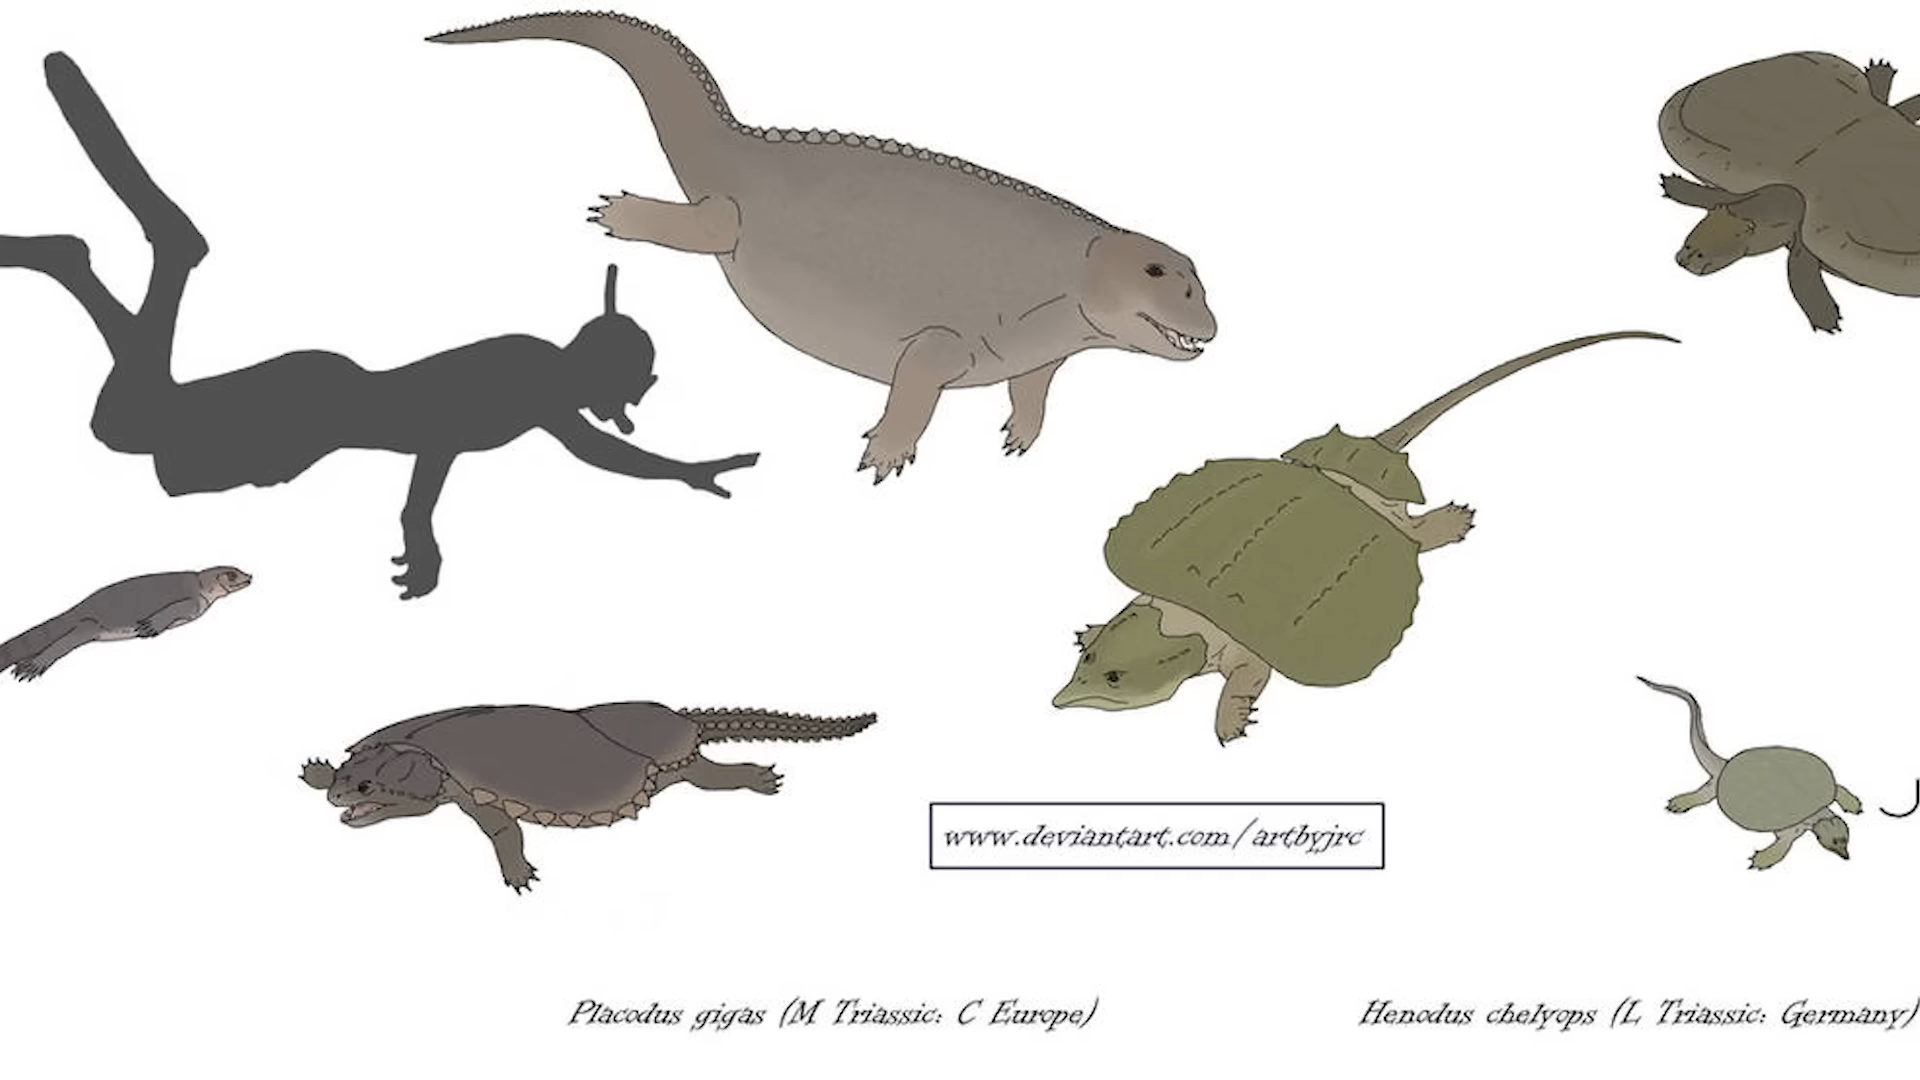 www.deviantart.com/artbyjrc
Placodus gigas (M Triassic: C Europe)
Henodus chelyops (L Triassic: Germany)